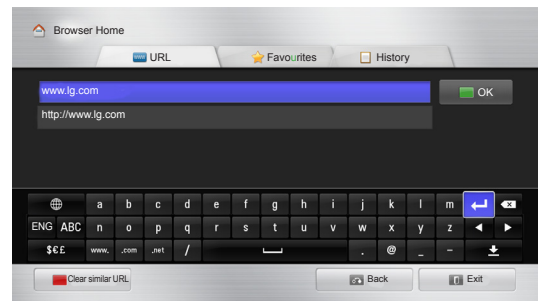 Browser Home
www URL Favourites History
www.lg.com OK
http://www.lg.com
a b c d e f g h i j k l m
ENG ABC n o p q r s t u v w x y z
$€£ www. .com .net / . @ _ -
Clear similar URL Back Exit